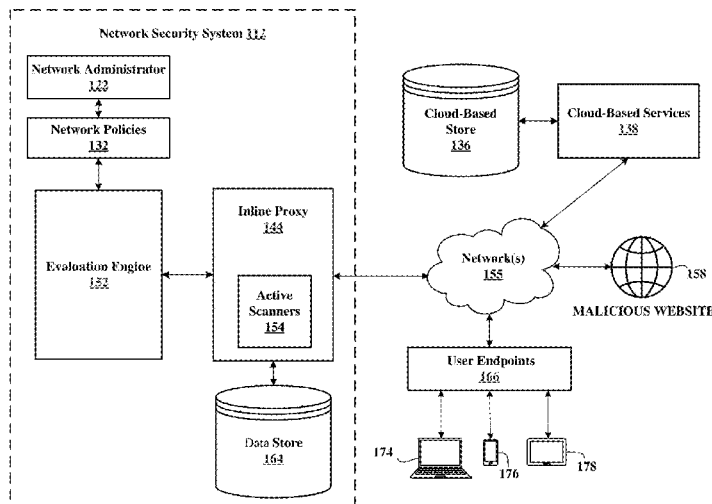 Network Security System 112
Network Administrator
122
Network Policies
132
Evaluation Engine
152
Inline Proxy
144
Active
Scanners
154
Data Store
164
Cloud-Based
Store
136
Cloud-Based Services
138
Network(s)
155
158
MALICIOUS WEBSITE
User Endpoints
166
174
176
178